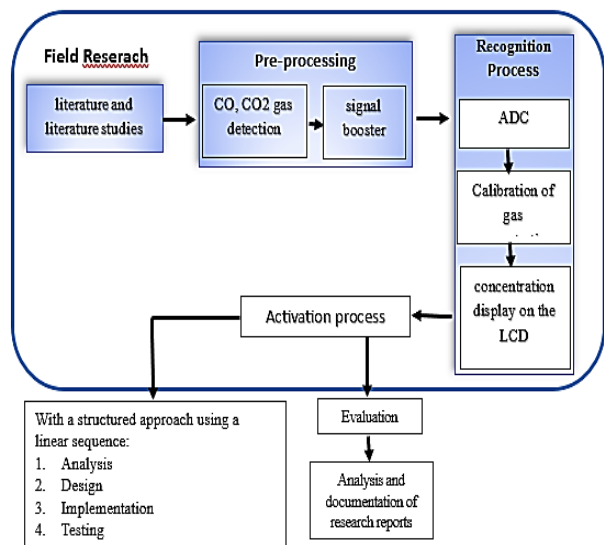 Field Reserach
literature and
literature studies
Pre-processing
CO, CO2 gas
detection
signal
booster
Recognition
Process
ADC
Calibration of
gas
concentration
display on the
LCD
Activation process
With a structured approach using a
linear sequence:
1. Analysis
2. Design
3. Implementation
4. Testing
Evaluation
Analysis and
documentation of
research reports